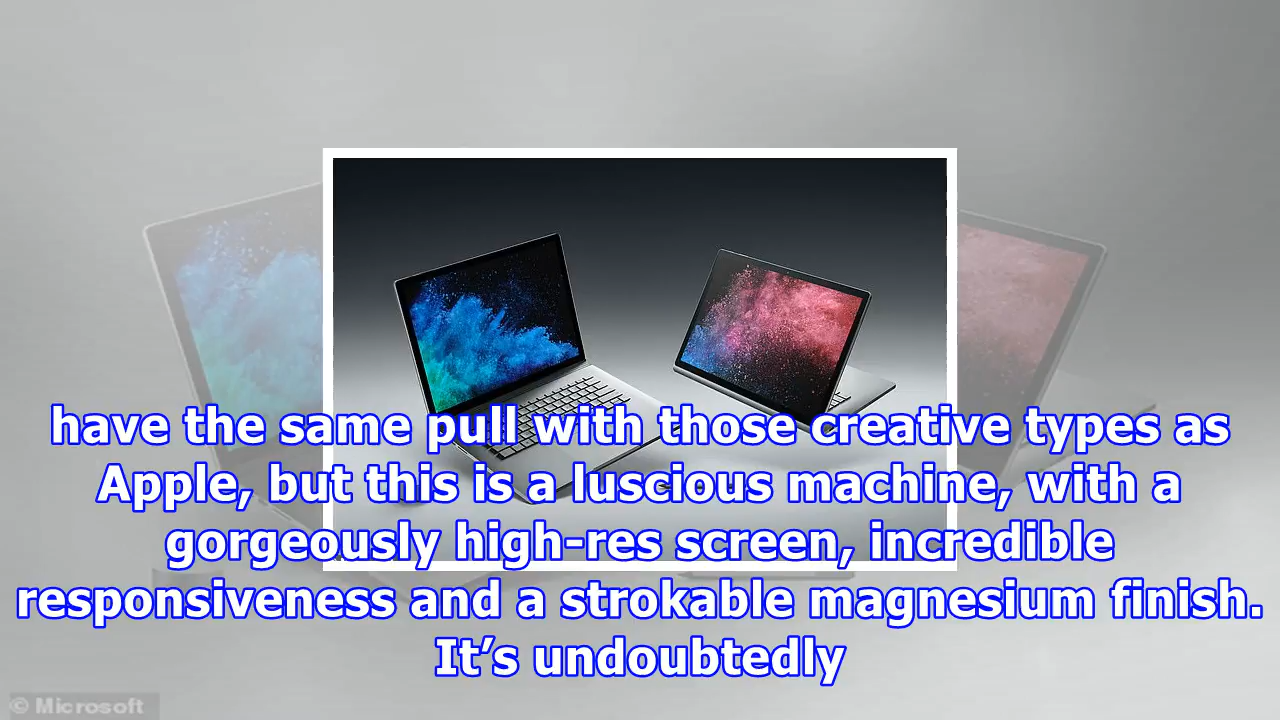 have the same pull with those creative types as
Apple, but this is a luscious machine, with a
gorgeously high-res screen, incredible
responsiveness and a strokable magnesium finish.
It’s undoubtedly
© Microsoft